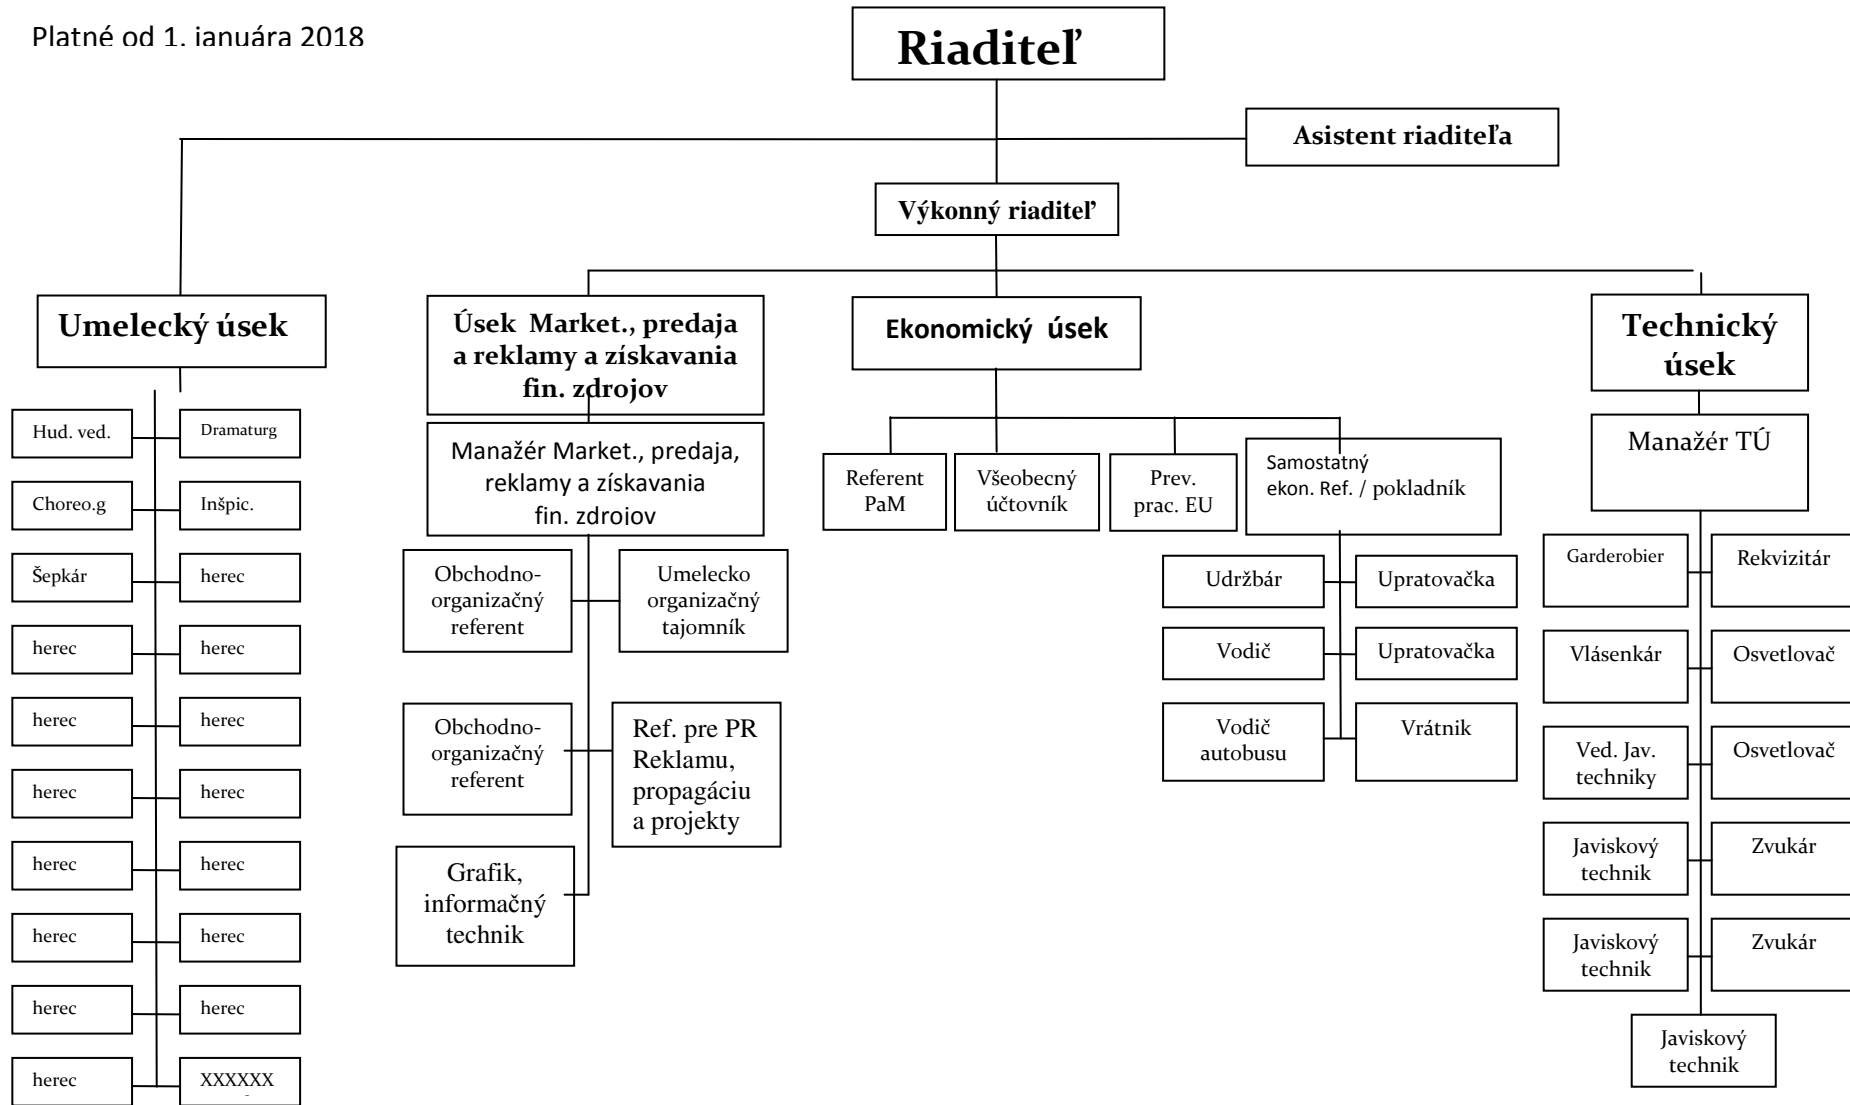 Platné od 1. januára 2018
Riaditeľ
Asistent riaditeľa
Výkonný riaditeľ
Umelecký úsek
Hud. ved.
Dramaturg
Choreo.g
Inšpic.
Šepkár
herec
herec
herec
herec
herec
herec
herec
herec
herec
herec
herec
herec
herec
herec
XXXXXX
Úsek Market., predaja
a reklamy a získavania
fin. zdrojov
Manažér Market., predaja,
reklamy a získavania
fin. zdrojov
Obchodno-
organizačný
referent
Umelecko
organizačný
tajomník
Obchodno-
organizačný
referent
Ref. pre PR
Reklamu,
propagáciu
a projekty
Grafik,
informačný
technik
Ekonomický úsek
Referent
PaM
Všeobecný
účtovník
Prev.
prac. EU
Samostatný
ekon. Ref. / pokladník
Udržbár
Upratovačka
Vodič
Upratovačka
Vodič
autobusu
Vrátnik
Technický
úsek
Manažér TÚ
Garderobier
Rekvizitár
Vlásenkár
Osvetlovač
Ved. Jav.
techniky
Osvetlovač
Javiskový
technik
Zvukár
Javiskový
technik
Zvukár
Javiskový
technik